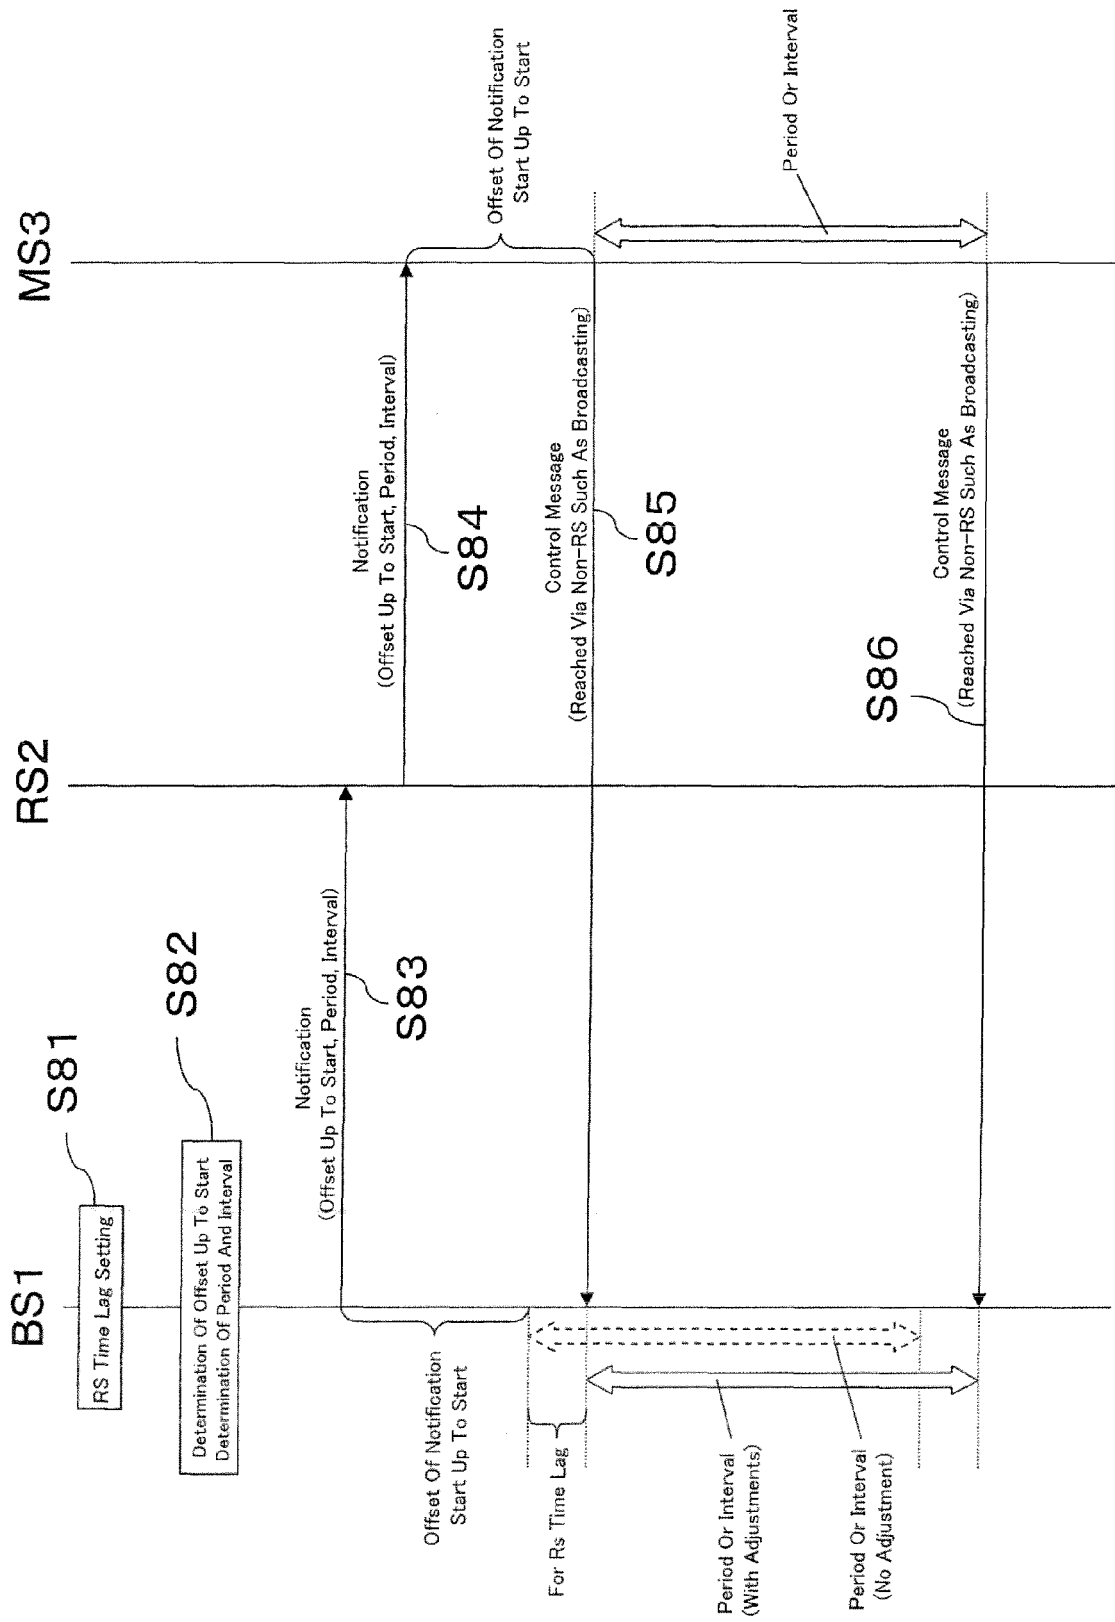 BS1
RS2
MS3
RS Time Lag Setting
S81
Determination Of Offset Up To Start
Determination Of Period And Interval
S82
Notification
(Offset Up To Start, Period, Interval)
S83
Notification
(Offset Up To Start, Period, Interval)
S84
Offset Of Notification
Start Up To Start
Offset Of Notification
Start Up To Start
For Rs Time Lag
Control Message
(Reached Via Non-RS Such As Broadcasting)
S85
Period Or Interval
(With Adjustments)
Period Or Interval
Period Or Interval
(No Adjustment)
Control Message
(Reached Via Non-RS Such As Broadcasting)
S86